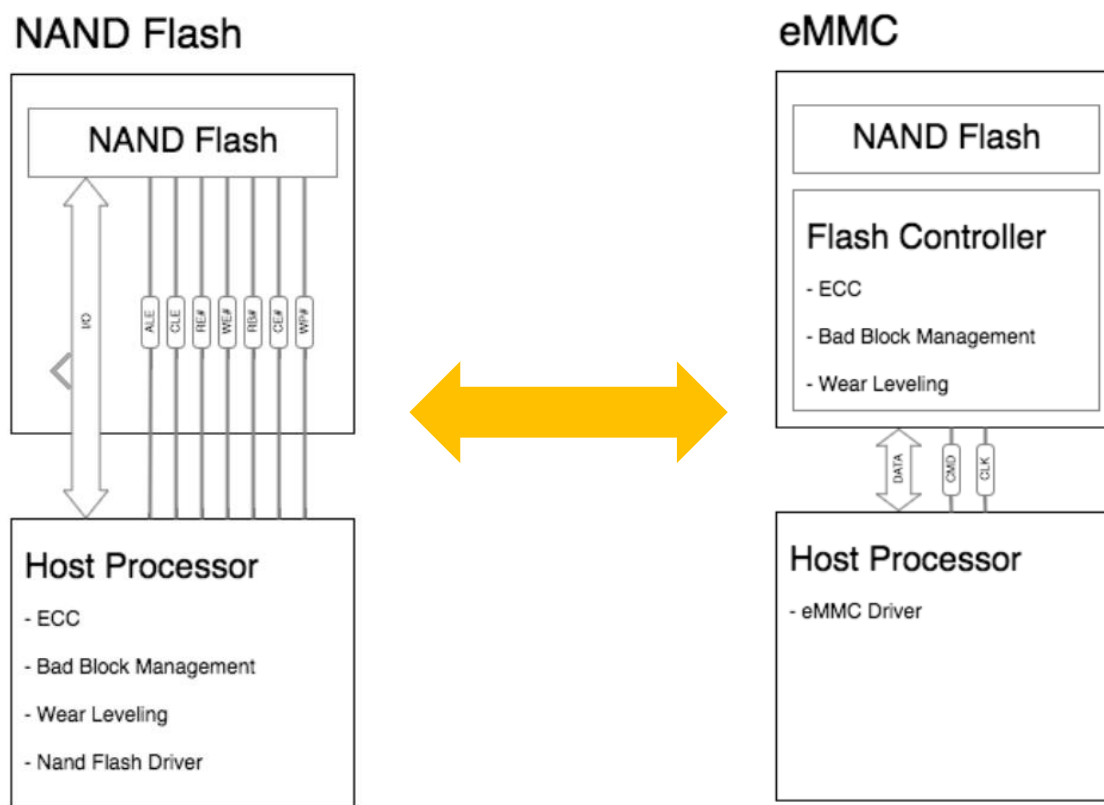 NAND Flash
NAND Flash
I/O
ALE
CLE
RE#
WE#
RB#
CE#
WP#
Host Processor
- ECC
- Bad Block Management
- Wear Leveling
- Nand Flash Driver
eMMC
NAND Flash
Flash Controller
- ECC
- Bad Block Management
- Wear Leveling
DATA
CMD
CLK
Host Processor
- eMMC Driver